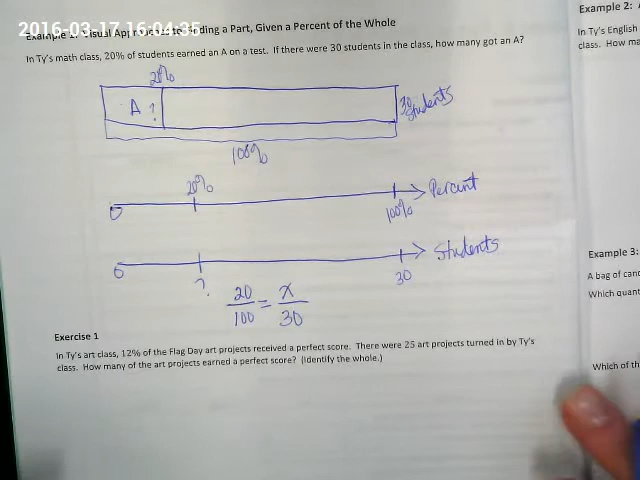 2016-03-17 16:04:35
Example 1: Visual to Finding a Part, Given a Percent of the Whole
In Ty's math class, 20% of students earned an A on a test. If there were 30 students in the class, how many got an A?
20%
A ?
30 Students
100%
20%
0
100%
Percent
0
?
30
Students
20/100 = x/30
Exercise 1
In Ty's art class, 12% of the Flag Day art projects received a perfect score. There were 25 art projects turned in by Ty's
class. How many of the art projects earned a perfect score? (Identify the whole.)
Example 2:
In Ty's English
class. How
Example 3:
A bag of
Which quant
Which of th